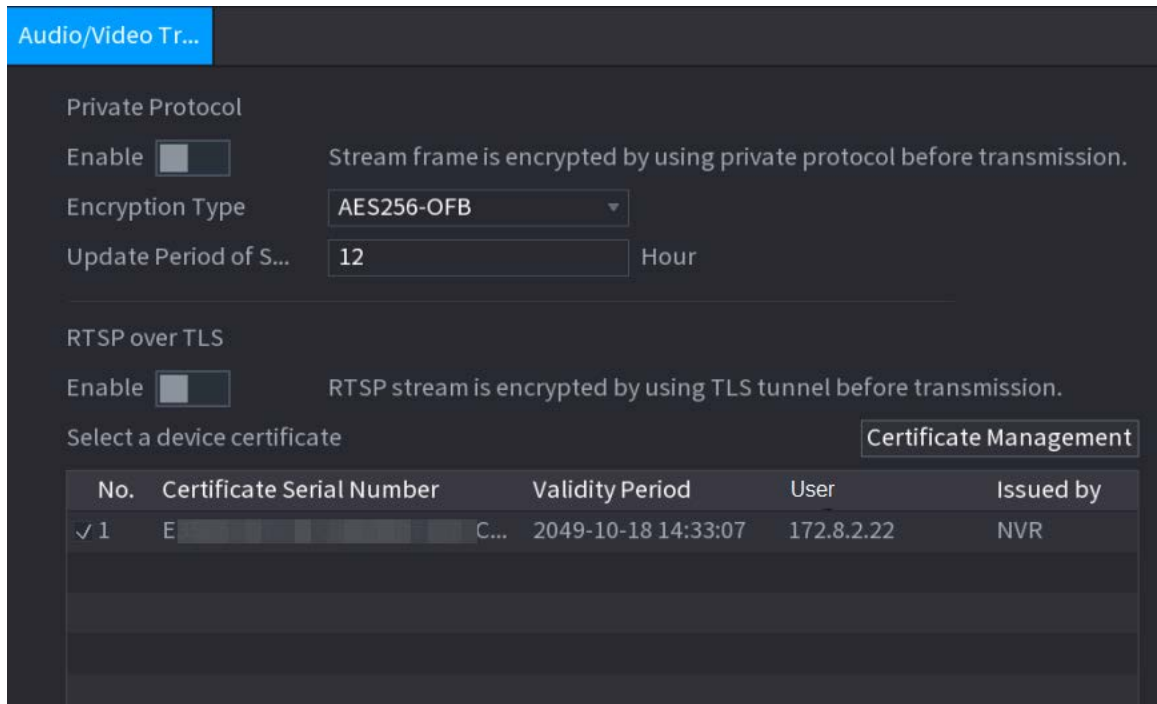 Audio/Video Tr...
Private Protocol
Enable Stream frame is encrypted by using private protocol before transmission.
Encryption Type AES256-OFB
Update Period of S... 12 Hour
RTSP over TLS
Enable RTSP stream is encrypted by using TLS tunnel before transmission.
Select a device certificate Certificate Management
No. Certificate Serial Number Validity Period User Issued by
1 E C... 2049-10-18 14:33:07 172.8.2.22 NVR